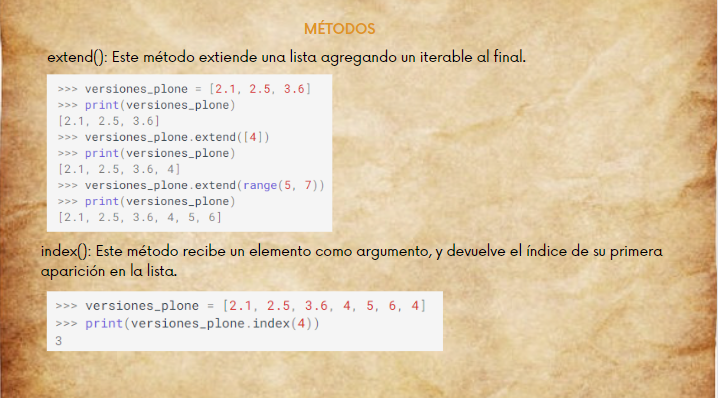 MÉTODOS
extend(): Este método extiende una lista agregando un iterable al final.
>>> versiones_plone = [2.1, 2.5, 3.6]
>>> print(versiones_plone)
[2.1, 2.5, 3.6]
>>> versiones_plone.extend([4])
>>> print(versiones_plone)
[2.1, 2.5, 3.6, 4]
>>> versiones_plone.extend(range(5, 7))
>>> print(versiones_plone)
[2.1, 2.5, 3.6, 4, 5, 6]
index(): Este método recibe un elemento como argumento, y devuelve el índice de su primera
aparición en la lista.
>>> versiones_plone = [2.1, 2.5, 3.6, 4, 5, 6, 4]
>>> print(versiones_plone.index(4))
3